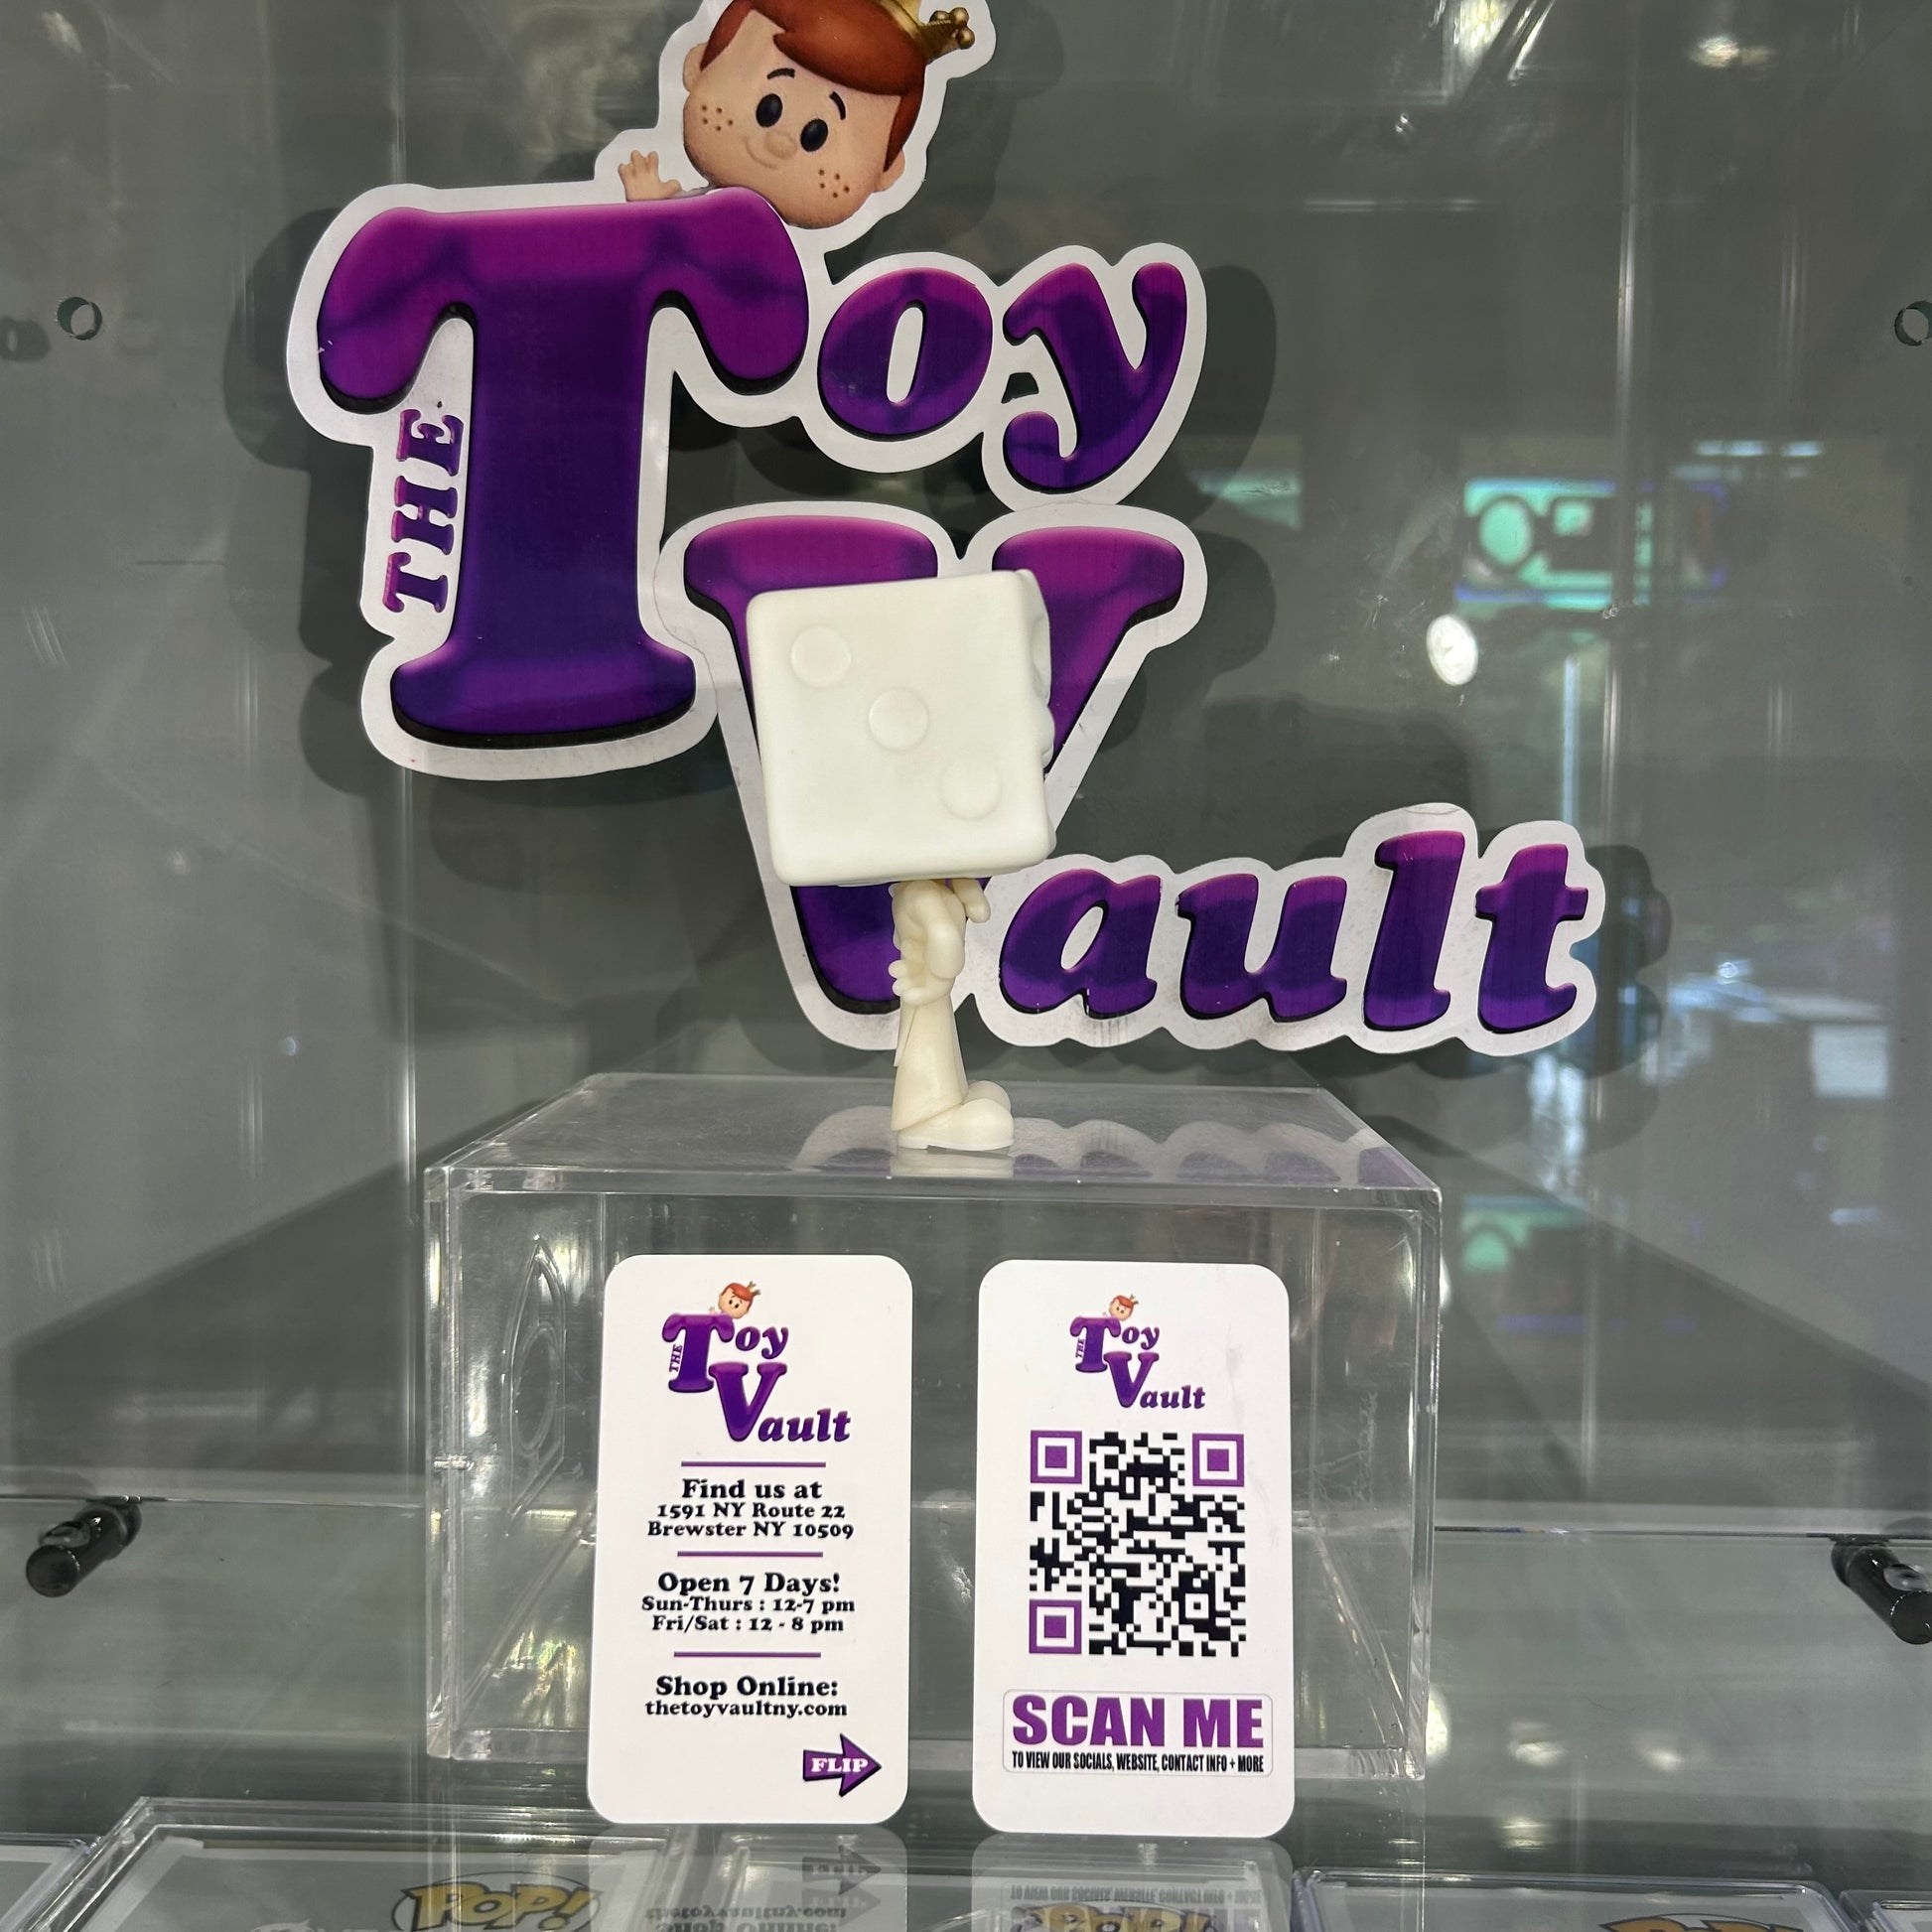 THE Toy
Vault
THE Toy
Vault
Find us at
1591 NY Route 22
Brewster NY 10509
Open 7 Days!
Sun-Thurs : 12-7 pm
Fri/Sat : 12 - 8 pm
Shop Online:
thetoyvaultny.com
FLIP
THE Toy
Vault
SCAN ME
TO VIEW OUR SOCIALS, WEBSITE, CONTACT INFO + MORE
POP!